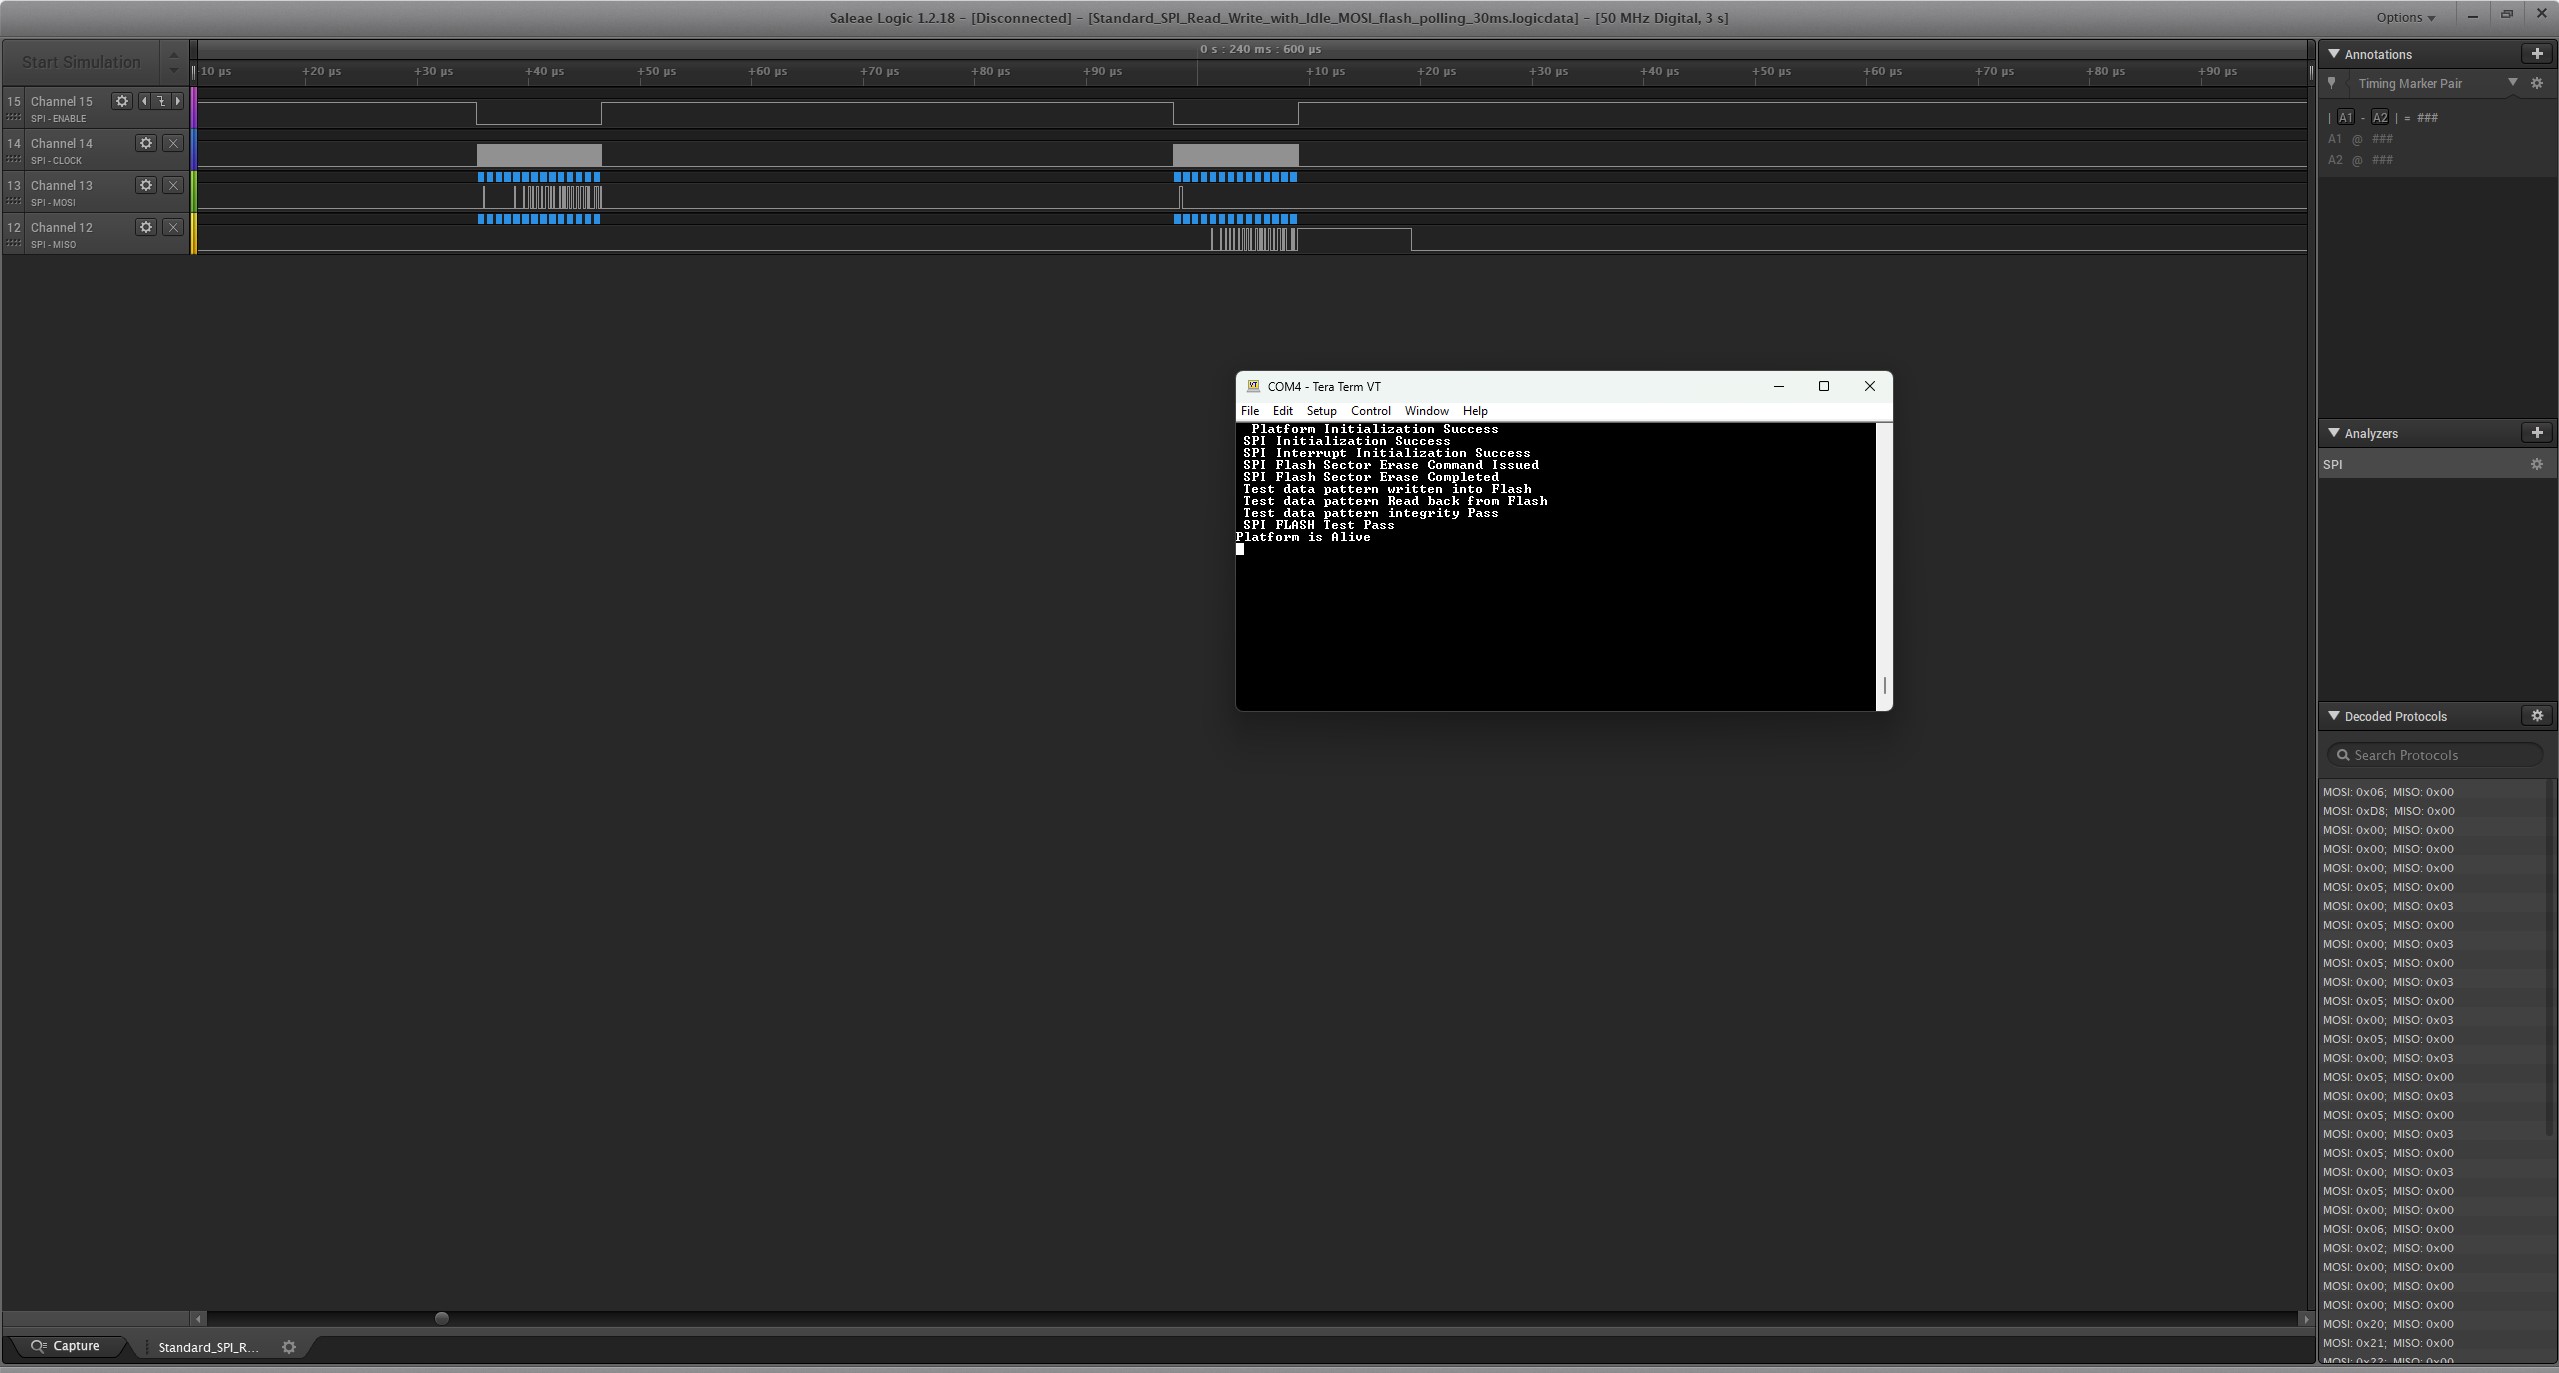 Saleae Logic 1.2.18 - [Disconnected] - [Standard_SPI_Read_Write_with_Idle_MOSI_flash_polling_30ms.logicdata] - [50 MHz Digital, 3 s]
Options
Start Simulation
0 s : 240 ms : 600 µs
+10 µs +20 µs +30 µs +40 µs +50 µs +60 µs +70 µs +80 µs +90 µs +10 µs +20 µs +30 µs +40 µs +50 µs +60 µs +70 µs +80 µs +90 µs
15 Channel 15
SPI - ENABLE
14 Channel 14
SPI - CLOCK
13 Channel 13
SPI - MOSI
12 Channel 12
SPI - MISO
COM4 - Tera Term VT
File Edit Setup Control Window Help
Platform Initialization Success
SPI Initialization Success
SPI Interrupt Initialization Success
SPI Flash Sector Erase Command Issued
SPI Flash Sector Erase Completed
Test data pattern written into Flash
Test data pattern Read back from Flash
Test data pattern integrity Pass
SPI FLASH Test Pass
Platform is Alive
Capture
Standard_SPI_R...
Annotations
Timing Marker Pair
| A1 - A2 | = ###
A1 @ ###
A2 @ ###
Analyzers
SPI
Decoded Protocols
Search Protocols
MOSI: 0x06; MISO: 0x00
MOSI: 0xD8; MISO: 0x00
MOSI: 0x00; MISO: 0x00
MOSI: 0x00; MISO: 0x00
MOSI: 0x00; MISO: 0x00
MOSI: 0x05; MISO: 0x00
MOSI: 0x00; MISO: 0x03
MOSI: 0x05; MISO: 0x00
MOSI: 0x00; MISO: 0x03
MOSI: 0x05; MISO: 0x00
MOSI: 0x00; MISO: 0x03
MOSI: 0x05; MISO: 0x00
MOSI: 0x00; MISO: 0x03
MOSI: 0x05; MISO: 0x00
MOSI: 0x00; MISO: 0x03
MOSI: 0x05; MISO: 0x00
MOSI: 0x00; MISO: 0x03
MOSI: 0x05; MISO: 0x00
MOSI: 0x00; MISO: 0x03
MOSI: 0x05; MISO: 0x00
MOSI: 0x00; MISO: 0x03
MOSI: 0x05; MISO: 0x00
MOSI: 0x00; MISO: 0x00
MOSI: 0x06; MISO: 0x00
MOSI: 0x02; MISO: 0x00
MOSI: 0x00; MISO: 0x00
MOSI: 0x00; MISO: 0x00
MOSI: 0x00; MISO: 0x00
MOSI: 0x20; MISO: 0x00
MOSI: 0x21; MISO: 0x00
MOSI: 0x22; MISO: 0x00